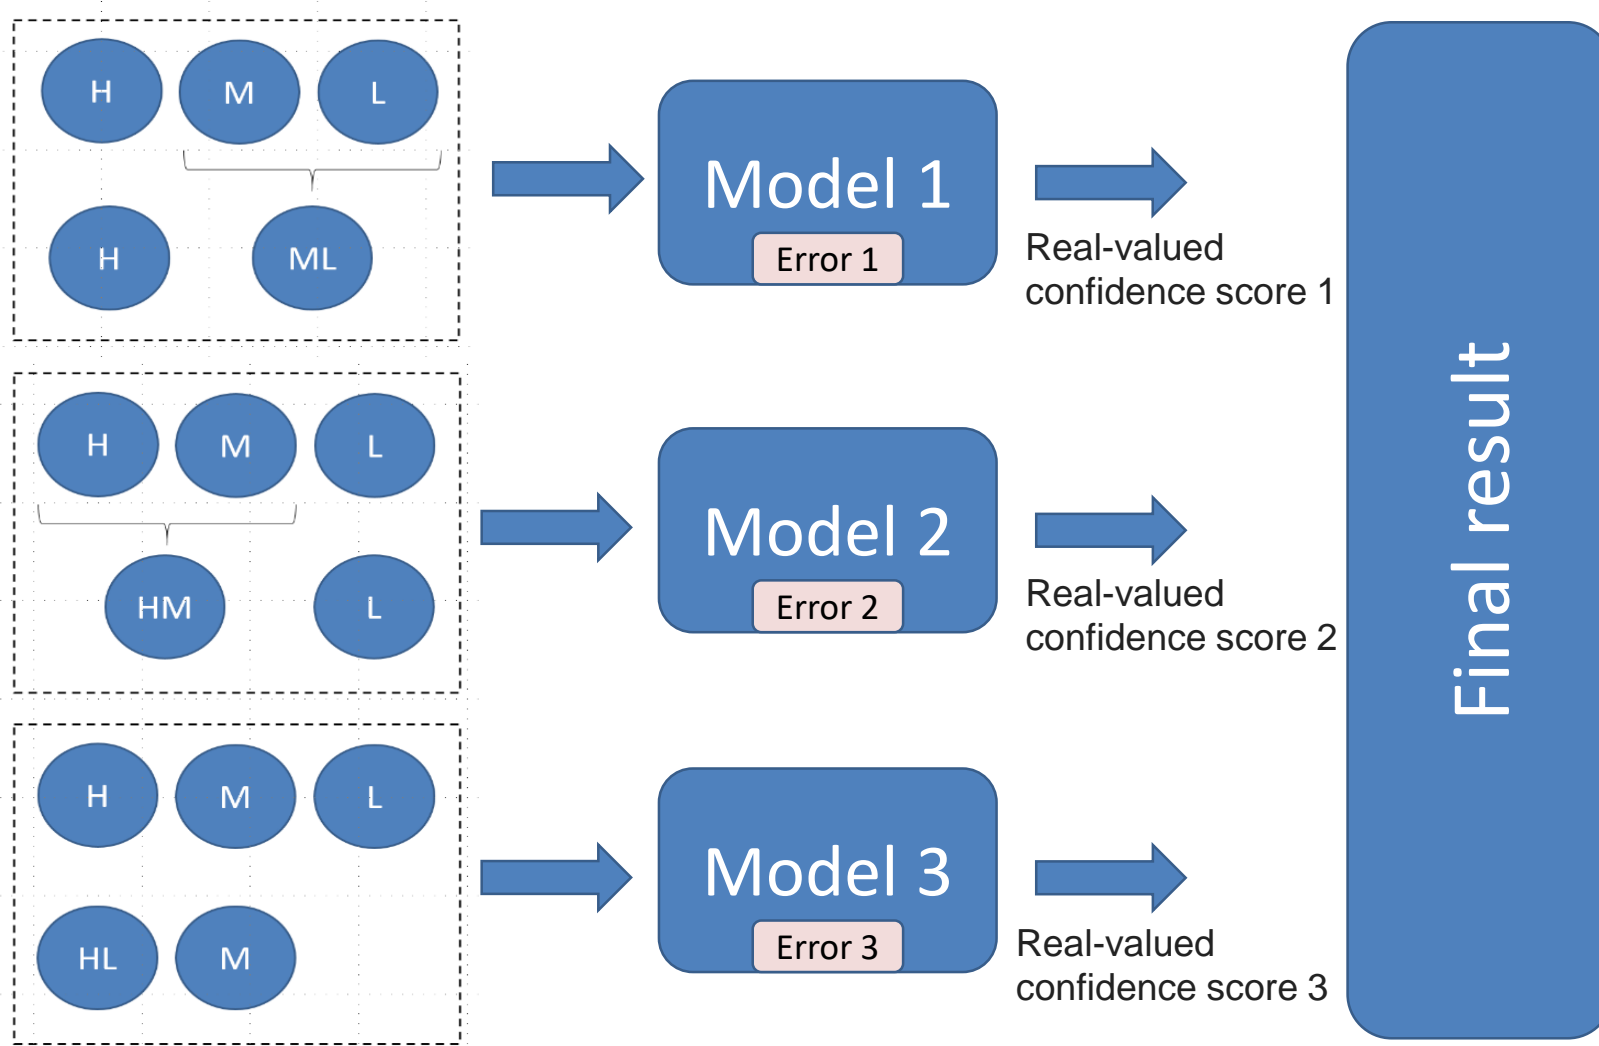 H M L
H ML
Model 1
Error 1
Real-valued
confidence score 1
H M L
HM L
Model 2
Error 2
Real-valued
confidence score 2
H M L
HL M
Model 3
Error 3
Real-valued
confidence score 3
Final result